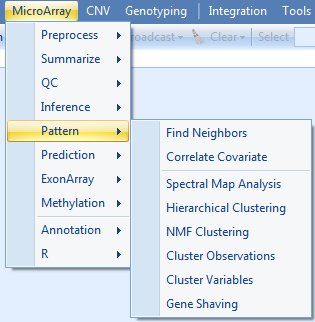 MicroArray CNV Genotyping Integration Tools
roadcast Clear Select
Preprocess
Summarize
QC
Inference
Pattern
Prediction
ExonArray
Methylation
Annotation
R
Find Neighbors
Correlate Covariate
Spectral Map Analysis
Hierarchical Clustering
NMF Clustering
Cluster Observations
Cluster Variables
Gene Shaving